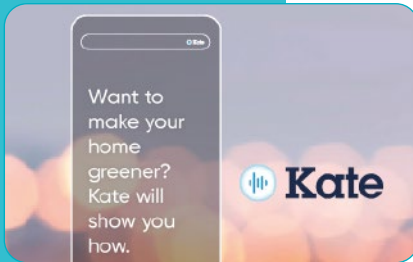 Kate
Want to
make your
home
greener?
Kate will
show you
how.
Kate